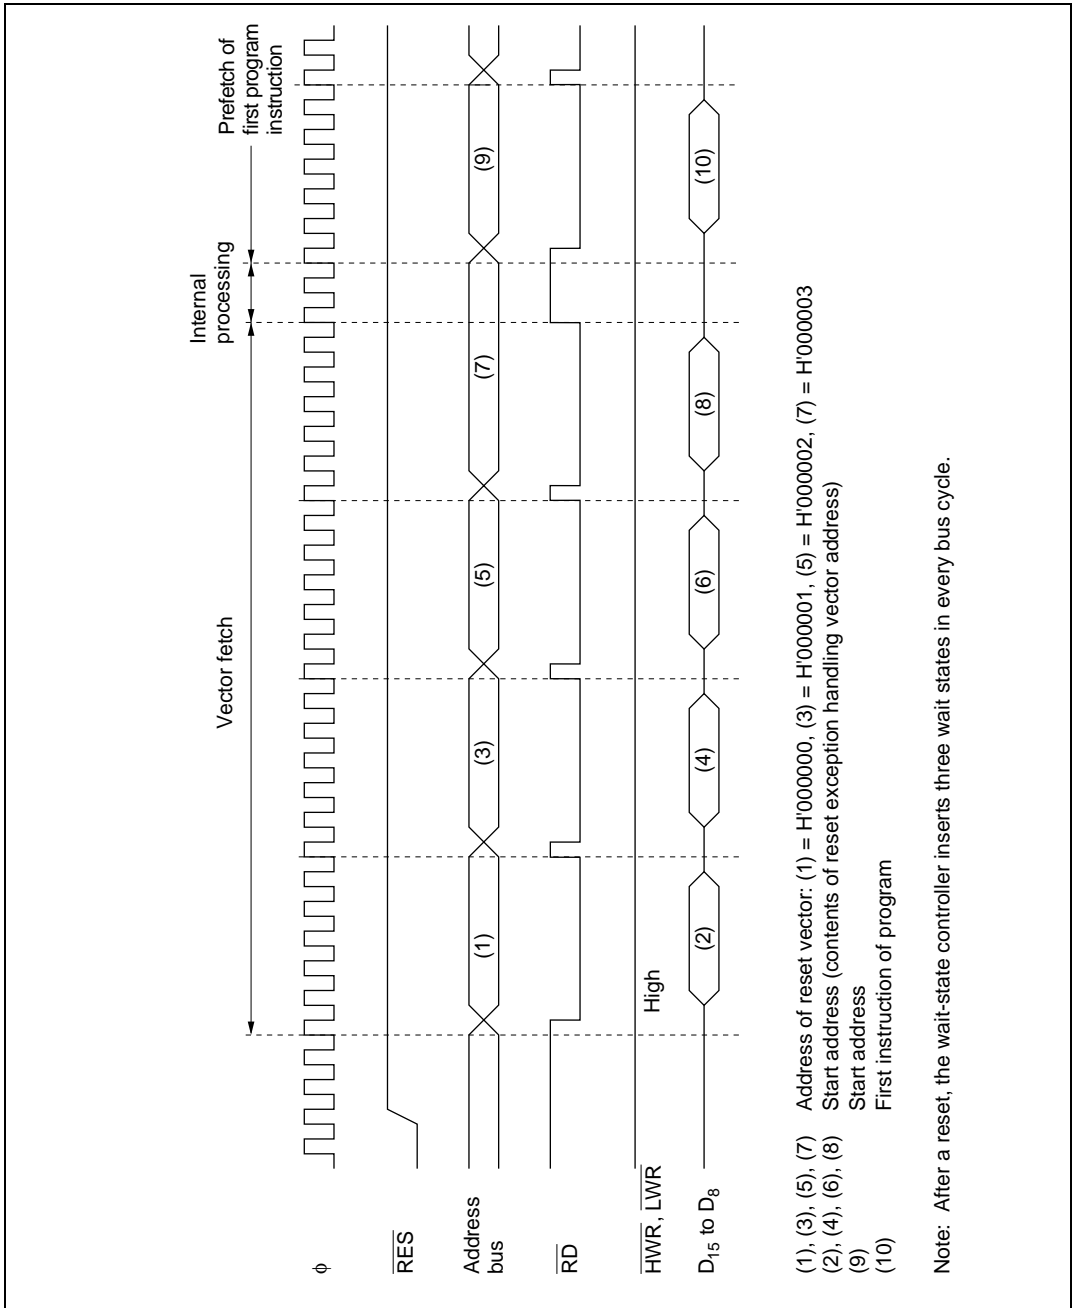 Vector fetch
Internal
processing
Prefetch of
first program
instruction
φ
RES
Address
bus
(1)
(3)
(5)
(7)
(9)
RD
HWR, LWR
High
D15 to D8
(2)
(4)
(6)
(8)
(10)
(1), (3), (5), (7) Address of reset vector: (1) = H'000000, (3) = H'000001, (5) = H'000002, (7) = H'000003
(2), (4), (6), (8) Start address (contents of reset exception handling vector address)
(9) Start address
(10) First instruction of program
Note: After a reset, the wait-state controller inserts three wait states in every bus cycle.